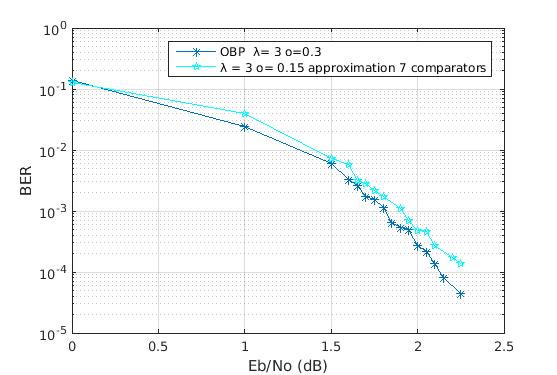 10^0
10^-1
10^-2
10^-3
10^-4
10^-5
BER
OBP λ= 3 o=0.3
λ = 3 o= 0.15 approximation 7 comparators
0 0.5 1 1.5 2 2.5
Eb/No (dB)